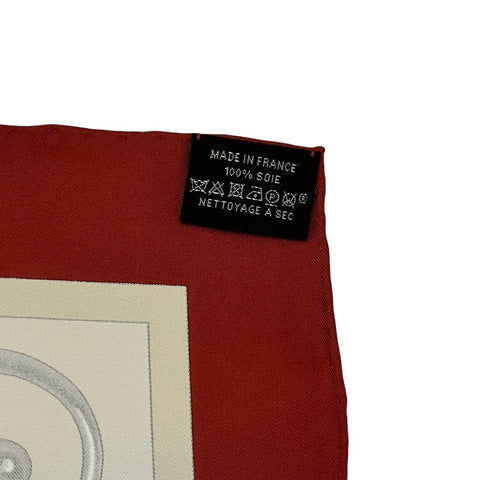 MADE IN FRANCE
100% SOIE
P W ®
NETTOYAGE A SEC